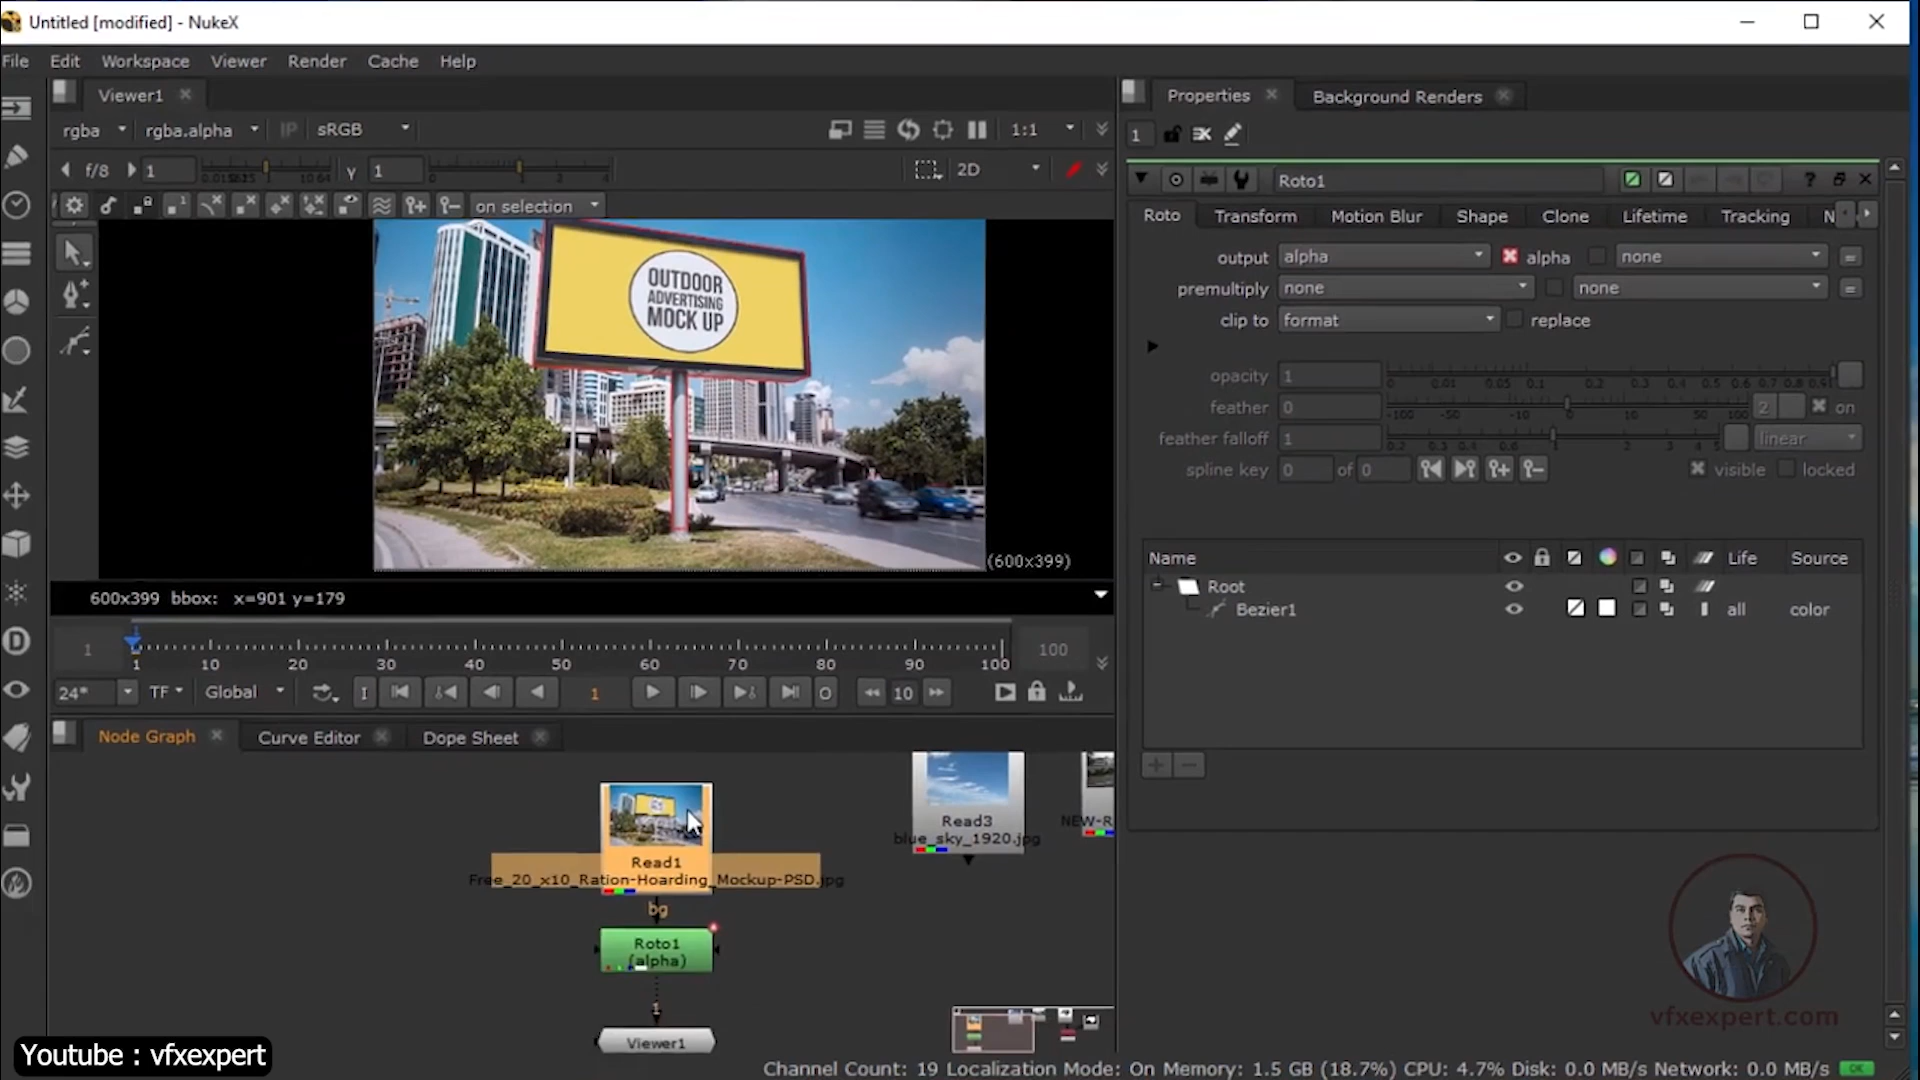 Untitled [modified] - NukeX
File Edit Workspace Viewer Render Cache Help
Viewer1
rgba rgba.alpha IP sRGB 1:1
f/8 1 γ 1 2D
on selection
OUTDOOR
ADVERTISING
MOCK UP
(600x399)
600x399 bbox: x=901 y=179
1
1 10 20 30 40 50 60 70 80 90 100
100
24* TF Global I 1 O 10
Node Graph Curve Editor Dope Sheet
Read1
Free_20_x10_Ration-Hoarding_Mockup-PSD.jpg
bg
Roto1
(alpha)
Viewer1
Read3
blue_sky_1920.jpg
NEW-R
Properties Background Renders
1
Roto1
Roto Transform Motion Blur Shape Clone Lifetime Tracking N
output alpha alpha none
premultiply none none
clip to format replace
opacity 1
feather 0 2 on
feather falloff 1 linear
spline key 0 of 0 visible locked
Name Life Source
Root
Bezier1 all color
vfxexpert.com
Youtube : vfxexpert
Channel Count: 19 Localization Mode: On Memory: 1.5 GB (18.7%) CPU: 4.7% Disk: 0.0 MB/s Network: 0.0 MB/s OK